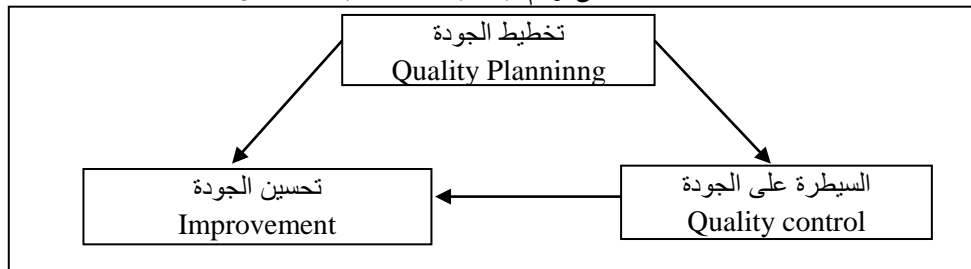 تخطيط الجودة
Quality Planninng
تحسين الجودة
Improvement
السيطرة على الجودة
Quality control